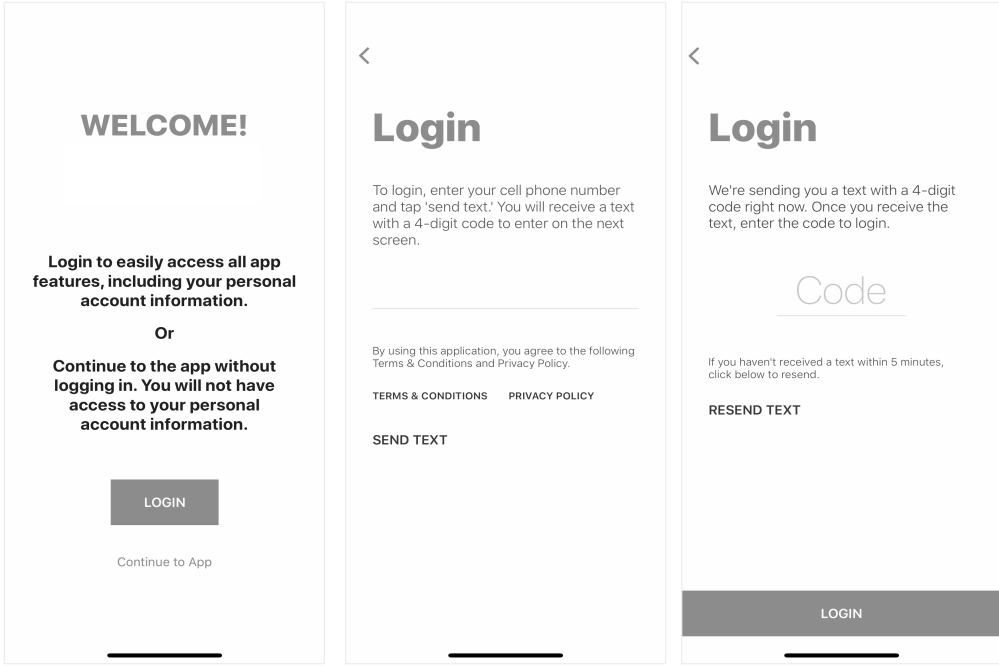 WELCOME!
Login to easily access all app
features, including your personal
account information.
Or
Continue to the app without
logging in. You will not have
access to your personal
account information.
LOGIN
Continue to App
Login
To login, enter your cell phone number
and tap 'send text.' You will receive a text
with a 4-digit code to enter on the next
screen.
By using this application, you agree to the following
Terms & Conditions and Privacy Policy.
TERMS & CONDITIONS PRIVACY POLICY
SEND TEXT
Login
We're sending you a text with a 4-digit
code right now. Once you receive the
text, enter the code to login.
Code
If you haven't received a text within 5 minutes,
click below to resend.
RESEND TEXT
LOGIN